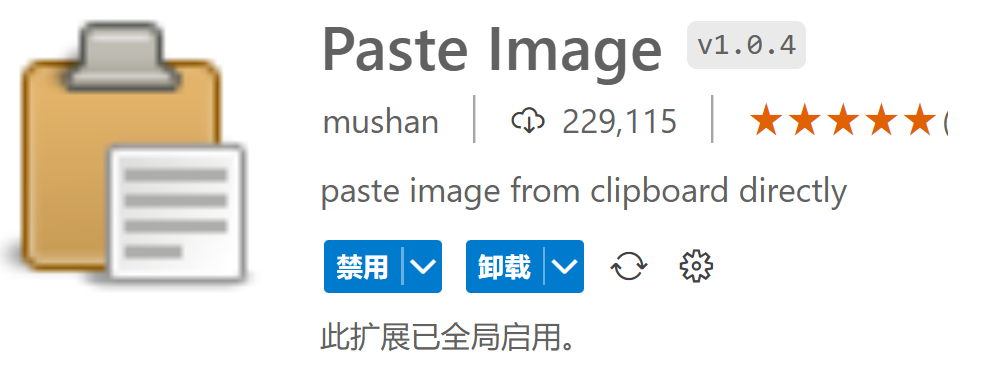 Paste Image v1.0.4
mushan 229,115 ★★★★★(
paste image from clipboard directly
禁用 卸载
此扩展已全局启用。